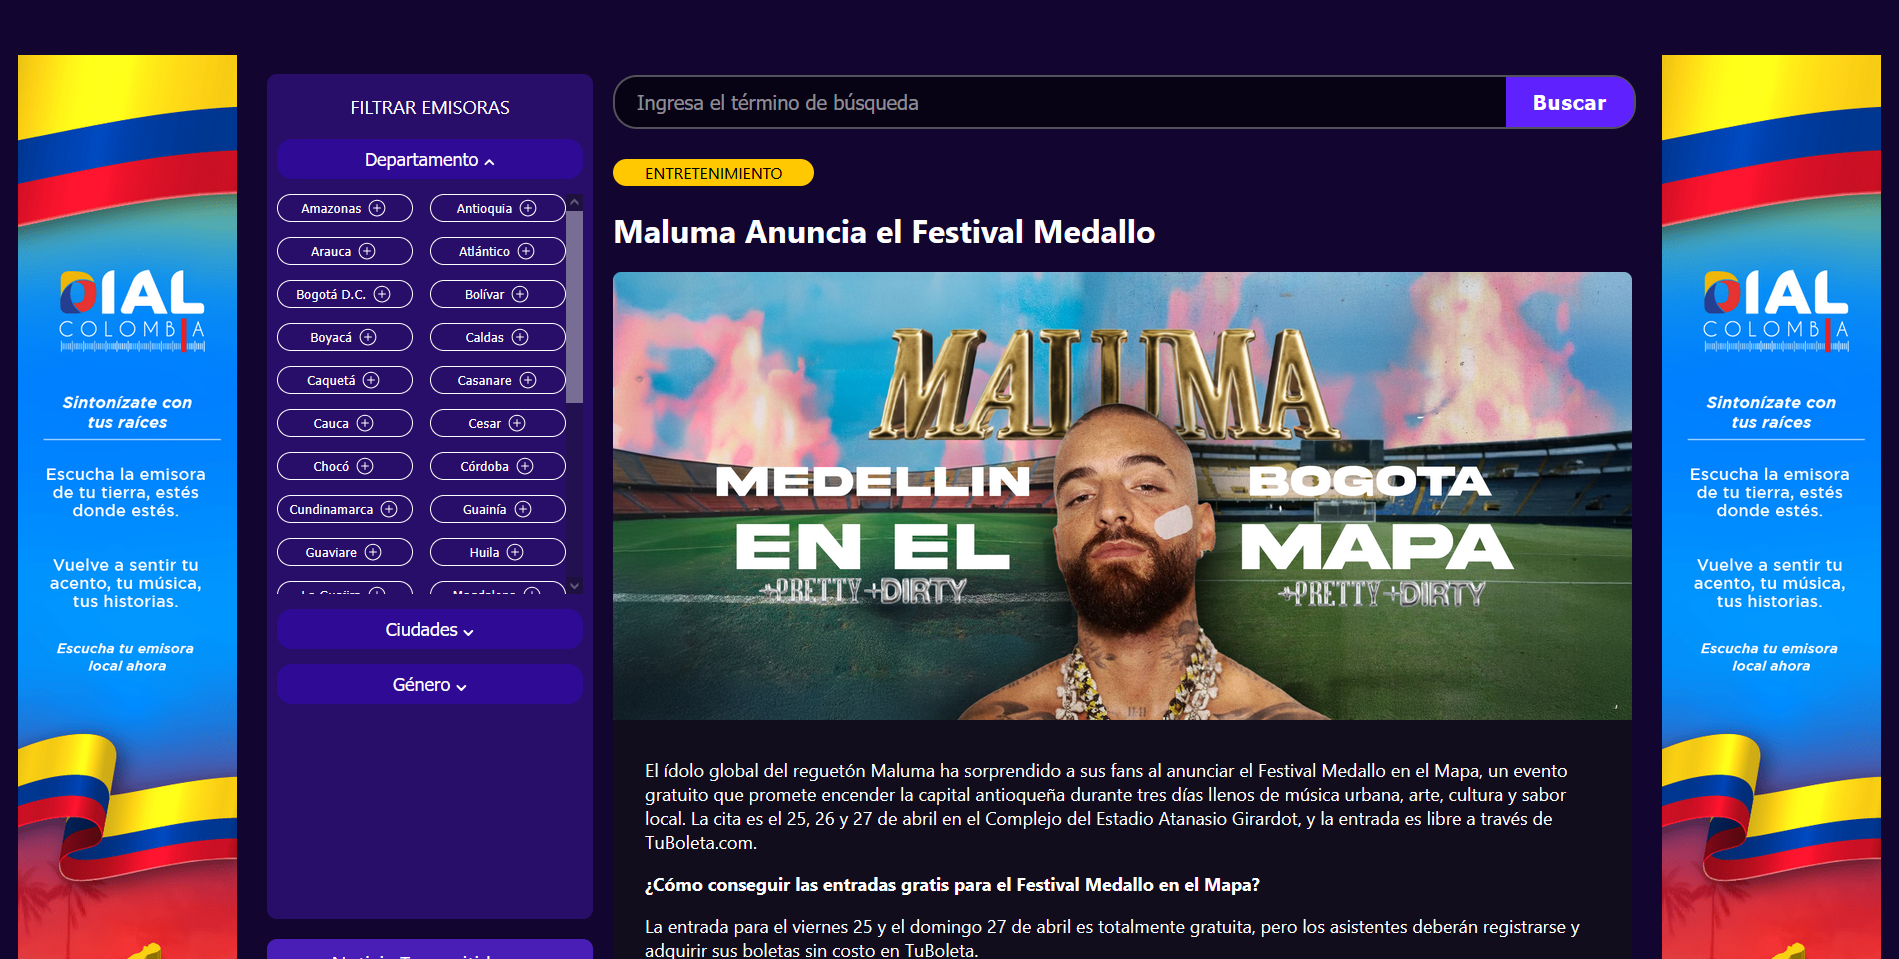 DIAL
COLOMBIA
Sintonízate con
tus raíces
Escucha la emisora
de tu tierra, estés
donde estés.
Vuelve a sentir tu
acento, tu música,
tus historias.
Escucha tu emisora
local ahora
FILTRAR EMISORAS
Departamento
Amazonas
Antioquia
Arauca
Atlántico
Bogotá D.C.
Bolívar
Boyacá
Caldas
Caquetá
Casanare
Cauca
Cesar
Chocó
Córdoba
Cundinamarca
Guainía
Guaviare
Huila
La Guajira
Magdalena
Ciudades
Género
Ingresa el término de búsqueda
Buscar
ENTRETENIMIENTO
Maluma Anuncia el Festival Medallo
MALUMA
MEDELLIN
EN EL
+PRETTY+DIRTY
BOGOTA
MAPA
+PRETTY+DIRTY
El ídolo global del reguetón Maluma ha sorprendido a sus fans al anunciar el Festival Medallo en el Mapa, un evento
gratuito que promete encender la capital antioqueña durante tres días llenos de música urbana, arte, cultura y sabor
local. La cita es el 25, 26 y 27 de abril en el Complejo del Estadio Atanasio Girardot, y la entrada es libre a través de
TuBoleta.com.
¿Cómo conseguir las entradas gratis para el Festival Medallo en el Mapa?
La entrada para el viernes 25 y el domingo 27 de abril es totalmente gratuita, pero los asistentes deberán registrarse y
adquirir sus boletas sin costo en TuBoleta.
DIAL
COLOMBIA
Sintonízate con
tus raíces
Escucha la emisora
de tu tierra, estés
donde estés.
Vuelve a sentir tu
acento, tu música,
tus historias.
Escucha tu emisora
local ahora